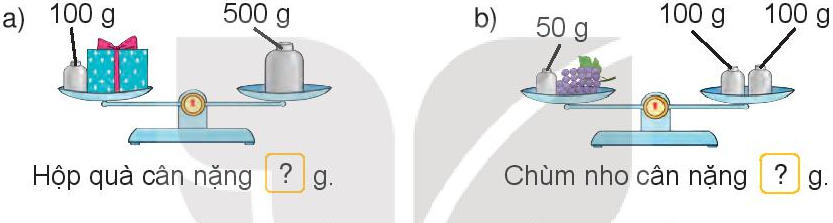 a) 100 g 500 g
Hộp quà cân nặng ? g.
b) 50 g 100 g 100 g
Chùm nho cân nặng ? g.